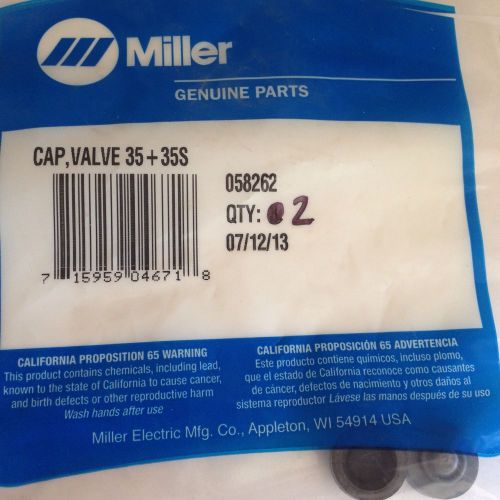 Miller
GENUINE PARTS
CAP,VALVE 35 + 35S
058262
QTY: 2
07/12/13
7 15959 04671 8
CALIFORNIA PROPOSITION 65 WARNING
This product contains chemicals, including lead,
known to the state of California to cause cancer,
and birth defects or other reproductive harm
Wash hands after use
CALIFORNIA PROPOSICIÓN 65 ADVERTENCIA
Este producto contiene químicos, incluso plomo,
que el estado de California reconoce como causantes
de cáncer, defectos de nacimiento y otros daños al
sistema reproductor Lávese las manos después de su uso
Miller Electric Mfg. Co., Appleton, WI 54914 USA